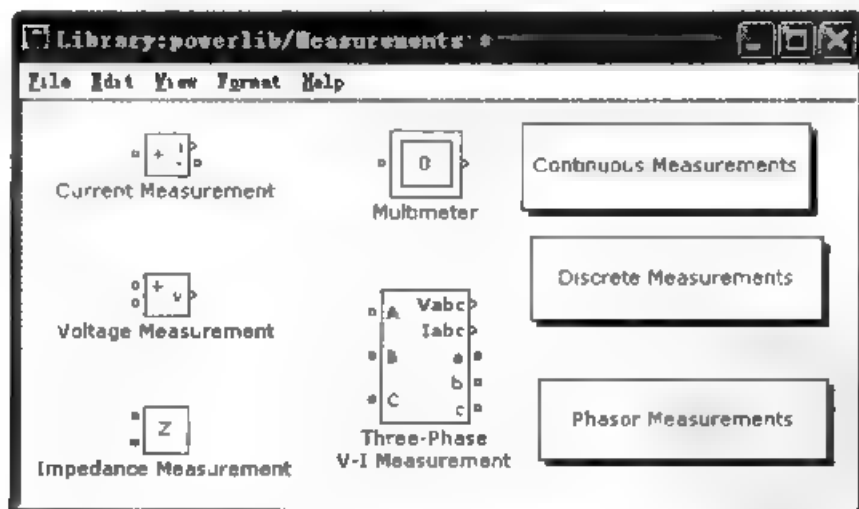 Library:powerlib/Measurements *
File Edit View Format Help
+ i -
Current Measurement
0
Multimeter
Continuous Measurements
+ v -
Voltage Measurement
A Vabc
Iabc
B a
b
C c
Three-Phase
V-I Measurement
Discrete Measurements
Z
Impedance Measurement
Phasor Measurements